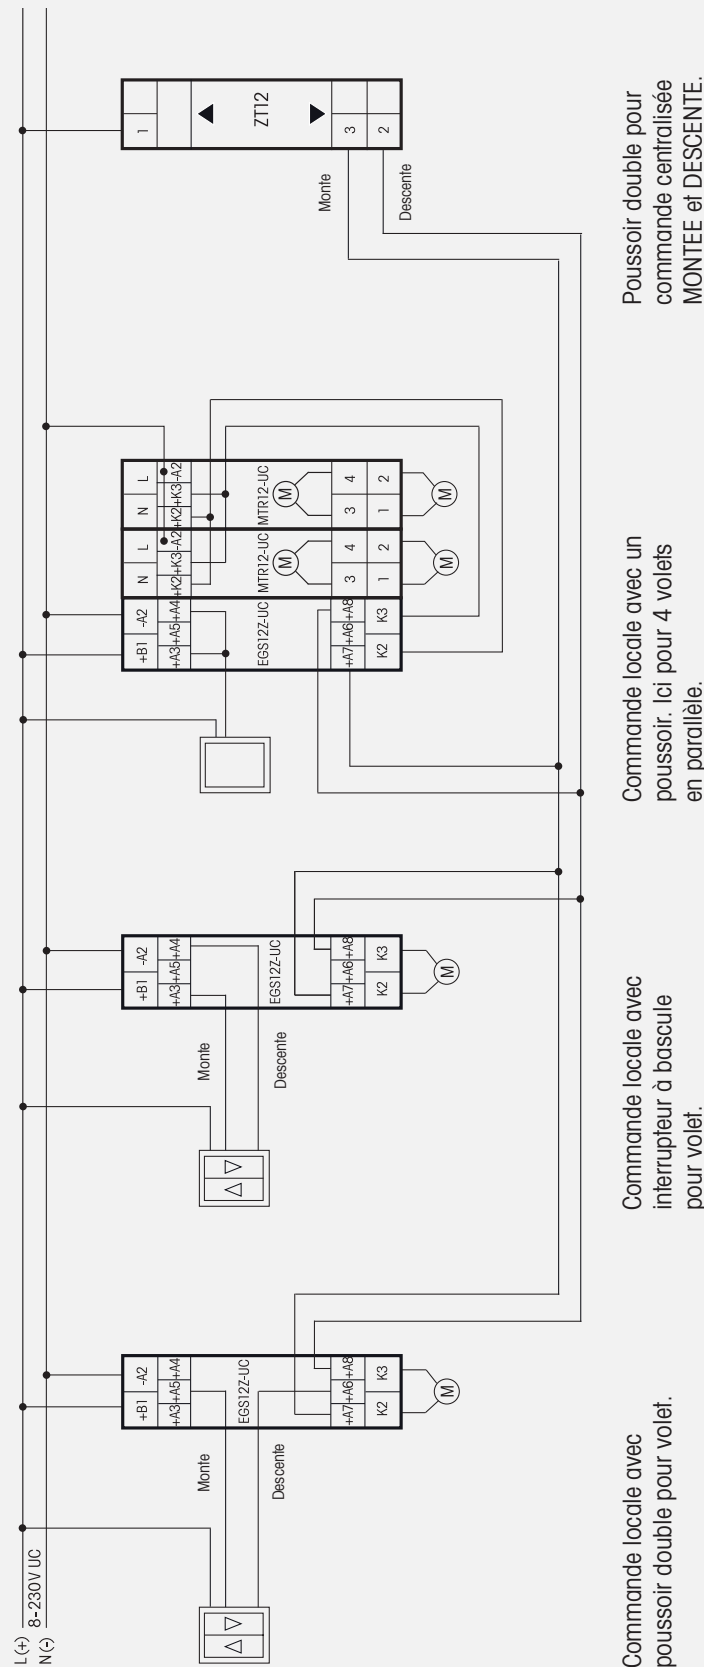 L(+)
8-230V UC
N(-)
Monte
Descente
+B1 -A2
+A3+A5+A4
EGS12Z-UC
+A7+A6+A8
K2 K3
M
Commande locale avec
poussoir double pour volet.
Monte
Descente
+B1 -A2
+A3+A5+A4
EGS12Z-UC
+A7+A6+A8
K2 K3
M
Commande locale avec
interrupteur à bascule
pour volet.
+B1 -A2
+A3+A5+A4
EGS12Z-UC
+A7+A6+A8
K2 K3
N L
+K2+K3-A2
MTR12-UC
M
3 4
1 2
M
N L
+K2+K3-A2
MTR12-UC
M
3 4
1 2
M
Commande locale avec un
poussoir. Ici pour 4 volets
en parallèle.
1
ZT12
3
2
Monte
Descente
Poussoir double pour
commande centralisée
MONTEE et DESCENTE.